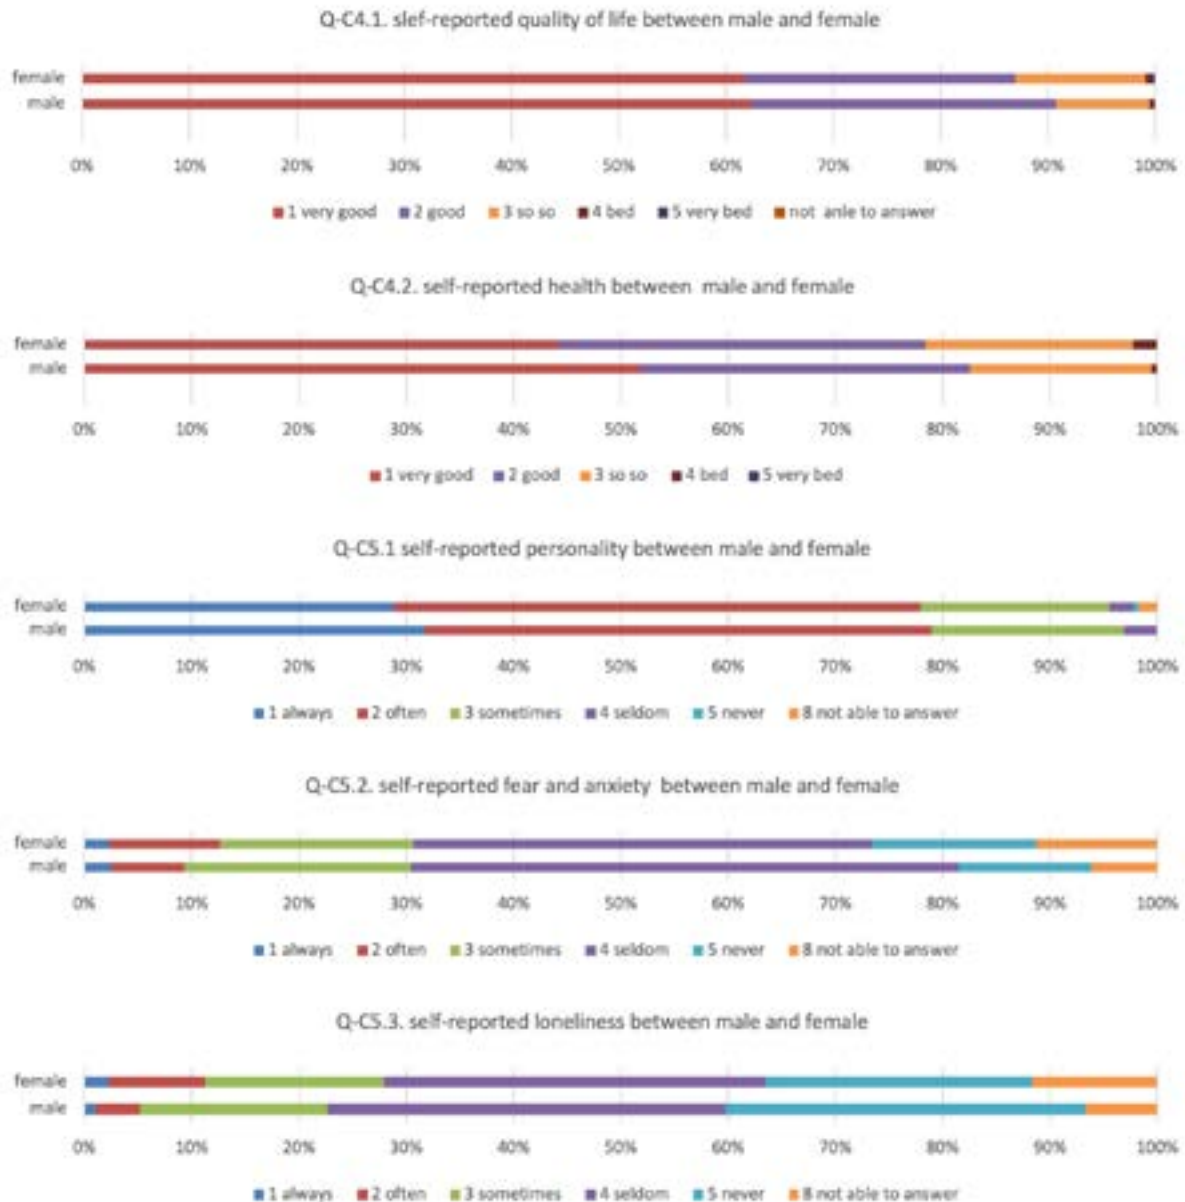 Q-C4.1. slef-reported quality of life between male and female
female
male
0% 10% 20% 30% 40% 50% 60% 70% 80% 90% 100%
1 very good 2 good 3 so so 4 bed 5 very bed not anle to answer
Q-C4.2. self-reported health between male and female
female
male
0% 10% 20% 30% 40% 50% 60% 70% 80% 90% 100%
1 very good 2 good 3 so so 4 bed 5 very bed
Q-C5.1 self-reported personality between male and female
female
male
0% 10% 20% 30% 40% 50% 60% 70% 80% 90% 100%
1 always 2 often 3 sometimes 4 seldom 5 never 8 not able to answer
Q-C5.2. self-reported fear and anxiety between male and female
female
male
0% 10% 20% 30% 40% 50% 60% 70% 80% 90% 100%
1 always 2 often 3 sometimes 4 seldom 5 never 8 not able to answer
Q-C5.3. self-reported loneliness between male and female
female
male
0% 10% 20% 30% 40% 50% 60% 70% 80% 90% 100%
1 always 2 often 3 sometimes 4 seldom 5 never 8 not able to answer